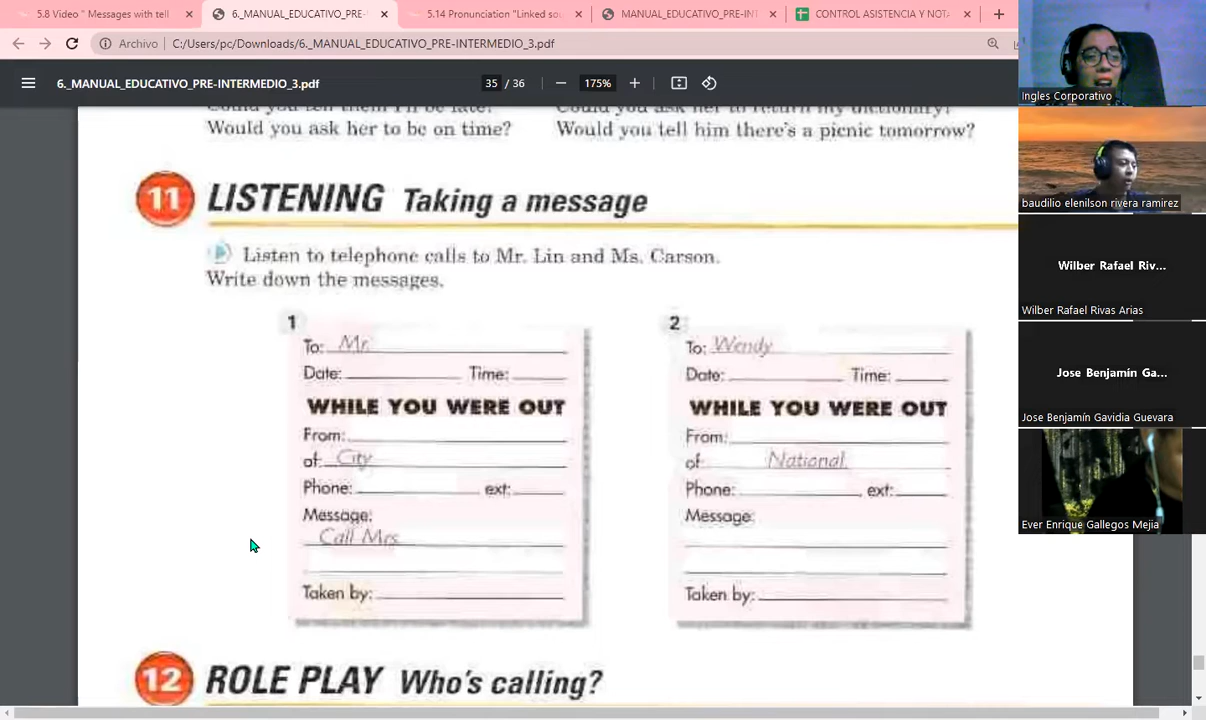 5.8 Video " Messages with tell
6._MANUAL_EDUCATIVO_PRE-
5.14 Pronunciation "Linked sou
MANUAL_EDUCATIVO_PRE-INT
CONTROL ASISTENCIA Y NOTA
Archivo
C:/Users/pc/Downloads/6._MANUAL_EDUCATIVO_PRE-INTERMEDIO_3.pdf
6._MANUAL_EDUCATIVO_PRE-INTERMEDIO_3.pdf
35 / 36
175%
Would you ask her to be on time?
Would you tell him there's a picnic tomorrow?
11 LISTENING Taking a message
Listen to telephone calls to Mr. Lin and Ms. Carson.
Write down the messages.
1
To: Mr.
Date: Time:
WHILE YOU WERE OUT
From:
of: City
Phone: ext:
Message:
Call Mrs.
Taken by:
2
To: Wendy
Date: Time:
WHILE YOU WERE OUT
From:
of: National
Phone: ext:
Message:
Taken by:
12 ROLE PLAY Who's calling?
Ingles Corporativo
baudilio elenilson rivera ramirez
Wilber Rafael Riv...
Wilber Rafael Rivas Arias
Jose Benjamín Ga...
Jose Benjamín Gavidia Guevara
Ever Enrique Gallegos Mejia